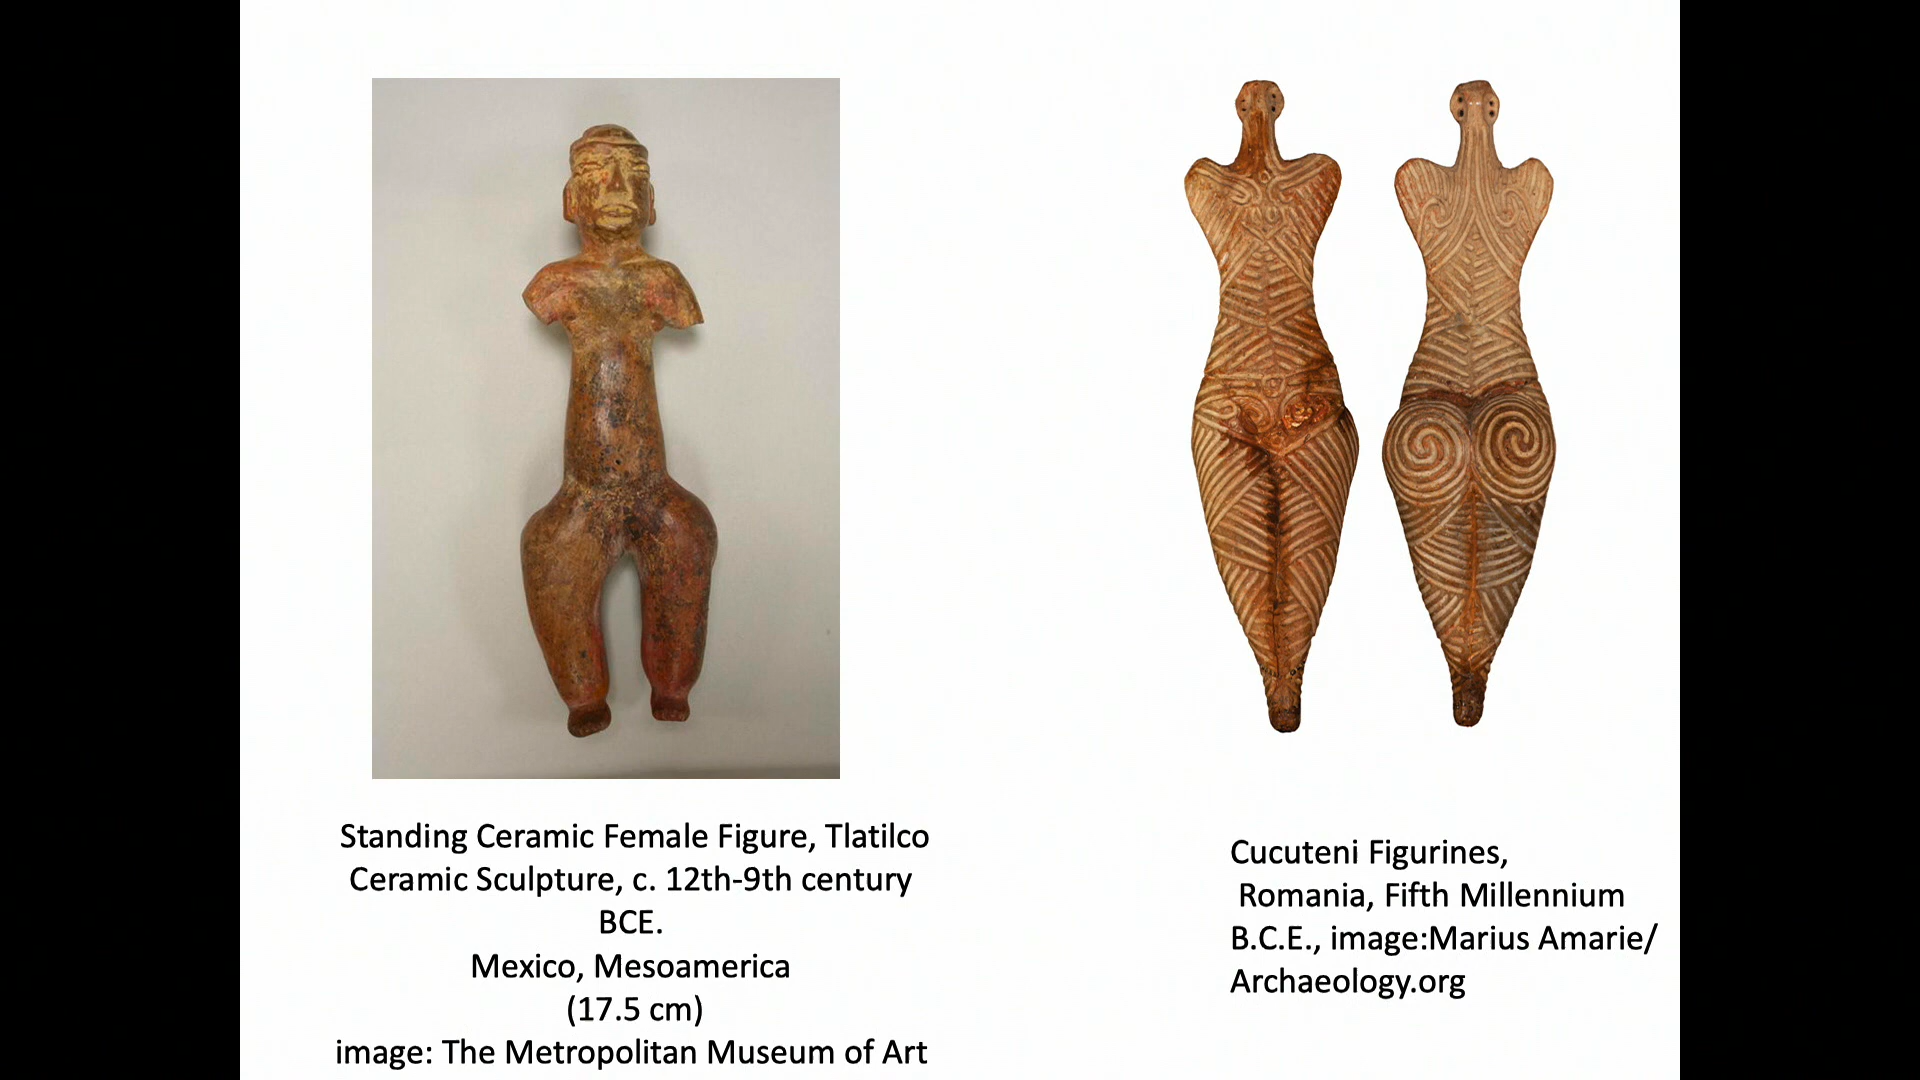 Standing Ceramic Female Figure, Tlatilco
Ceramic Sculpture, c. 12th-9th century
BCE.
Mexico, Mesoamerica
(17.5 cm)
image: The Metropolitan Museum of Art
Cucuteni Figurines,
Romania, Fifth Millennium
B.C.E., image:Marius Amarie/
Archaeology.org